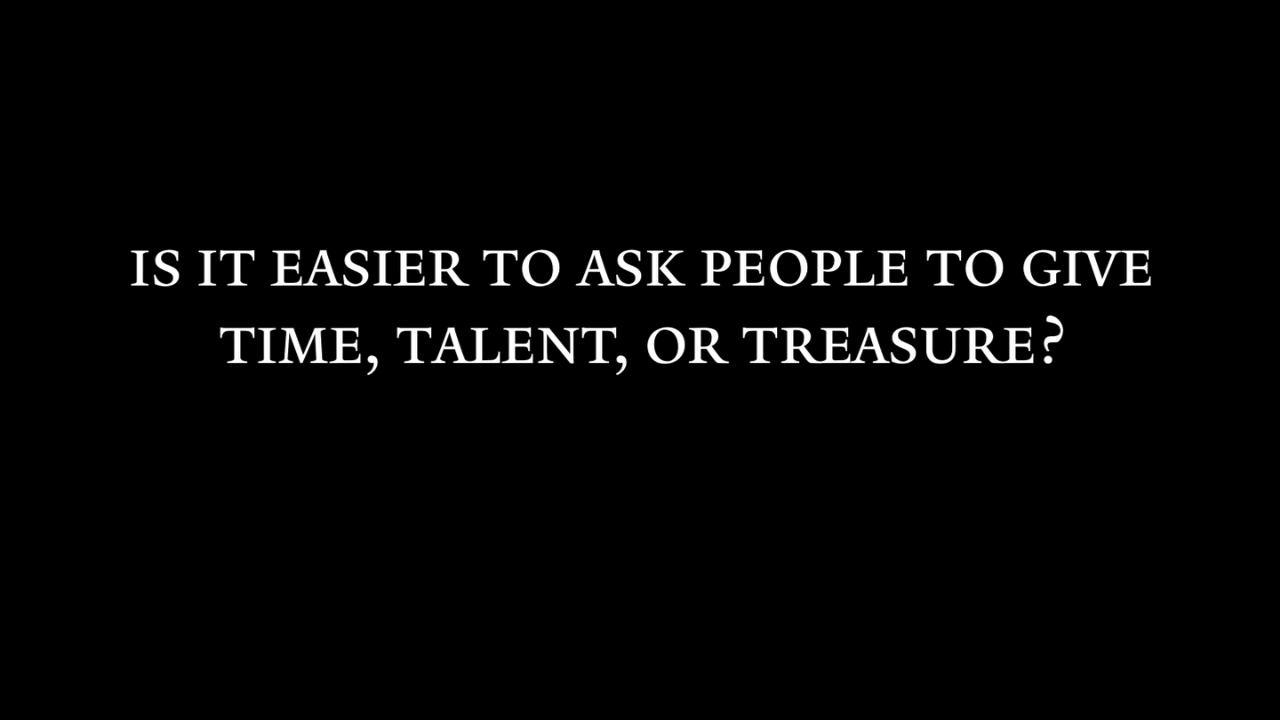 IS IT EASIER TO ASK PEOPLE TO GIVE
TIME, TALENT, OR TREASURE?